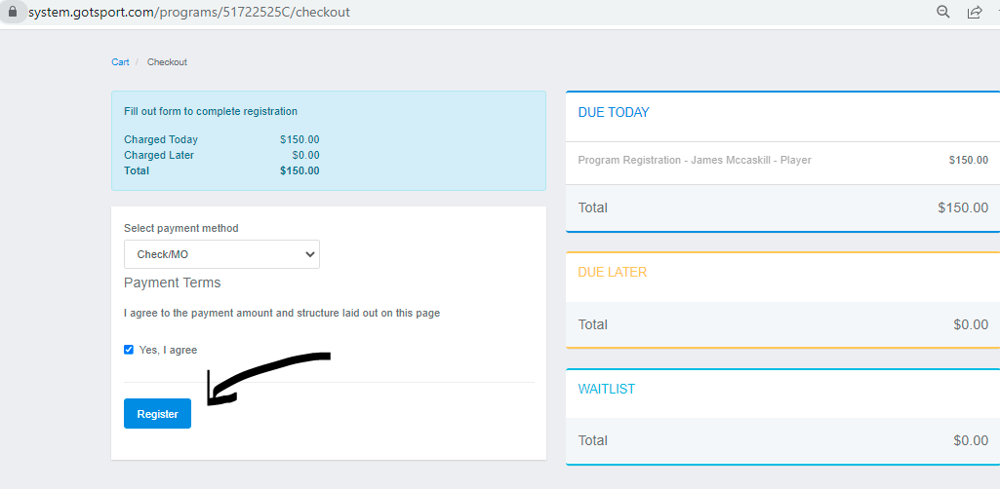 system.gotsport.com/programs/51722525C/checkout
Cart / Checkout
Fill out form to complete registration
Charged Today $150.00
Charged Later $0.00
Total $150.00
Select payment method
Check/MO
Payment Terms
I agree to the payment amount and structure laid out on this page
Yes, I agree
Register
DUE TODAY
Program Registration - James Mccaskill - Player $150.00
Total $150.00
DUE LATER
Total $0.00
WAITLIST
Total $0.00